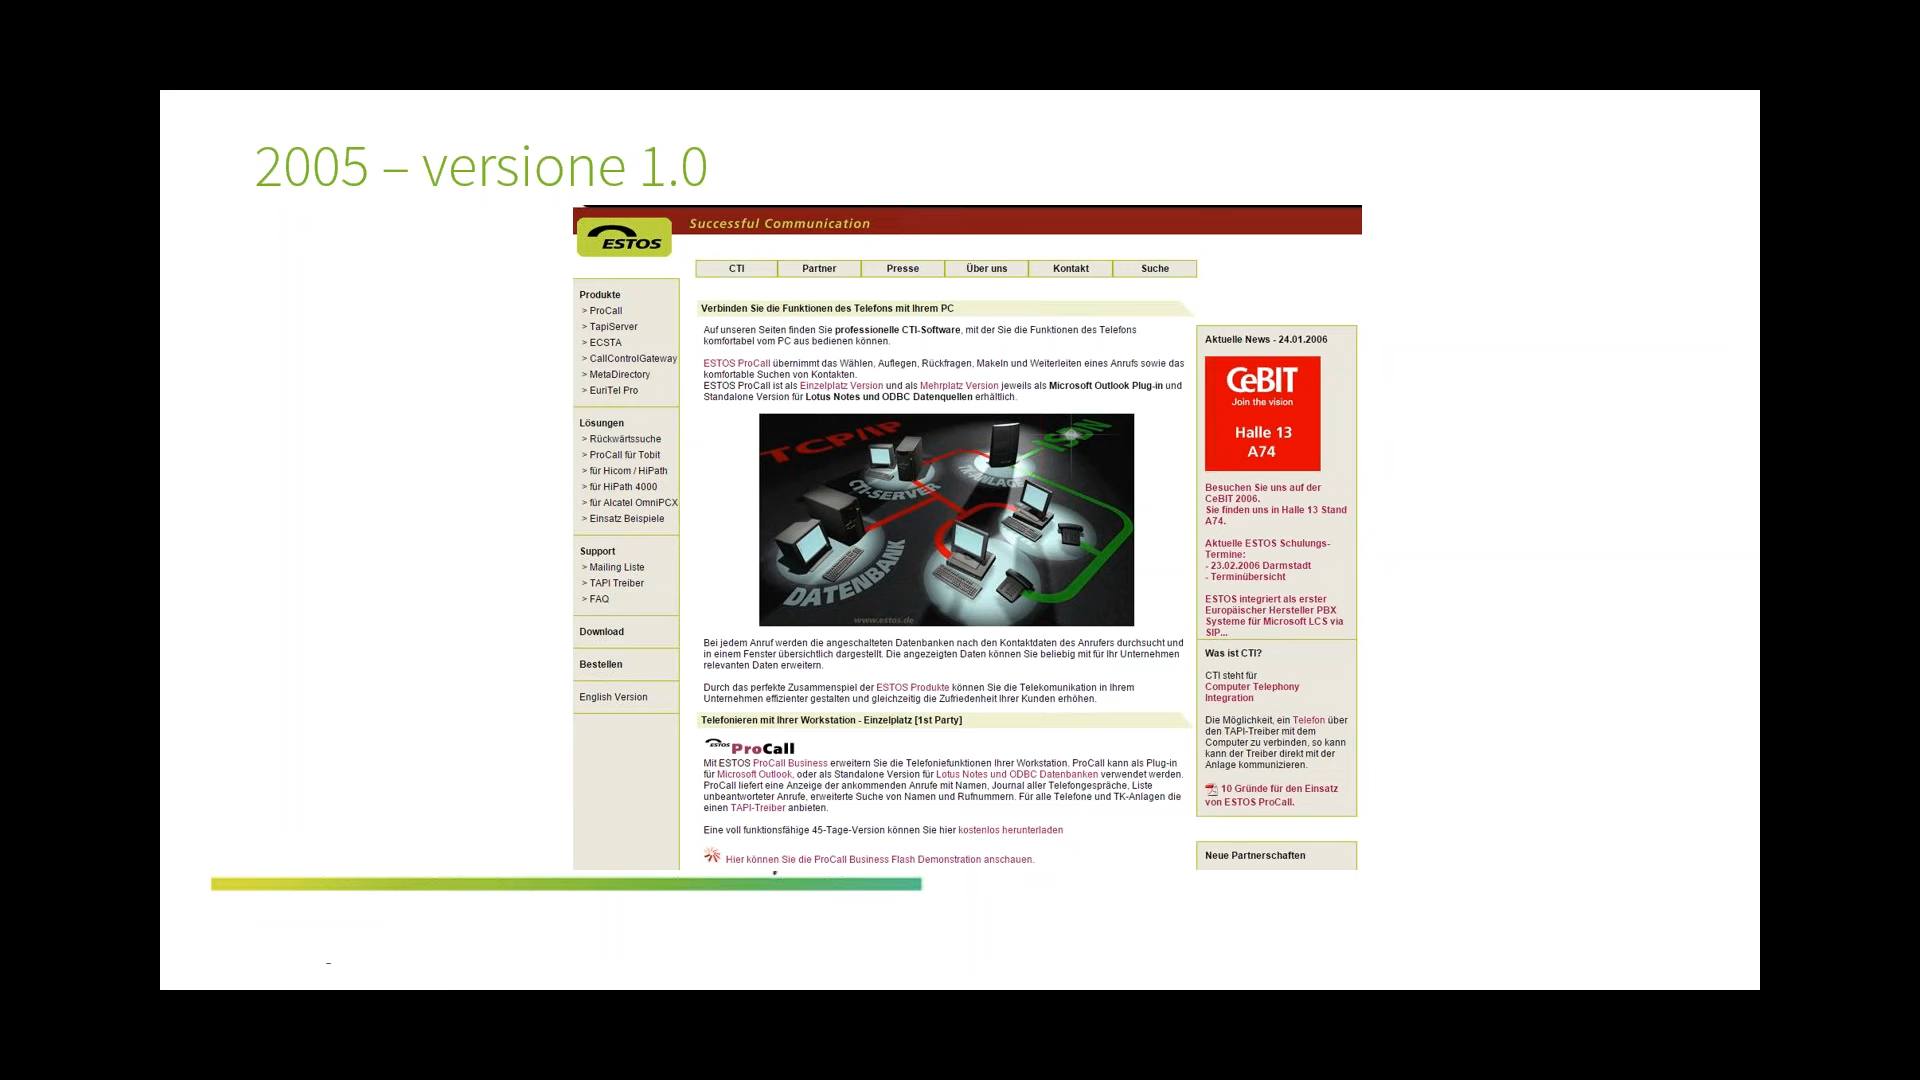 2005 – versione 1.0
ESTOS
Successful Communication
CTI
Partner
Presse
Über uns
Kontakt
Suche
Produkte
> ProCall
> TapiServer
> ECSTA
> CallControlGateway
> MetaDirectory
> EuriTel Pro
Lösungen
> Rückwärtssuche
> ProCall für Tobit
> für Hicom / HiPath
> für HiPath 4000
> für Alcatel OmniPCX
> Einsatz Beispiele
Support
> Mailing Liste
> TAPI Treiber
> FAQ
Download
Bestellen
English Version
Verbinden Sie die Funktionen des Telefons mit Ihrem PC
Auf unseren Seiten finden Sie professionelle CTI-Software, mit der Sie die Funktionen des Telefons
komfortabel vom PC aus bedienen können.
ESTOS ProCall übernimmt das Wählen, Auflegen, Rückfragen, Makeln und Weiterleiten eines Anrufs sowie das
komfortable Suchen von Kontakten.
ESTOS ProCall ist als Einzelplatz Version und als Mehrplatz Version jeweils als Microsoft Outlook Plug-in und
Standalone Version für Lotus Notes und ODBC Datenquellen erhältlich.
TCP/IP
ISDN
CTI-SERVER
TK-ANLAGE
DATENBANK
www.estos.de
Bei jedem Anruf werden die angeschalteten Datenbanken nach den Kontaktdaten des Anrufers durchsucht und
in einem Fenster übersichtlich dargestellt. Die angezeigten Daten können Sie beliebig mit für Ihr Unternehmen
relevanten Daten erweitern.
Durch das perfekte Zusammenspiel der ESTOS Produkte können Sie die Telekomunikation in Ihrem
Unternehmen effizienter gestalten und gleichzeitig die Zufriedenheit Ihrer Kunden erhöhen.
Telefonieren mit Ihrer Workstation - Einzelplatz [1st Party]
ESTOS ProCall
Mit ESTOS ProCall Business erweitern Sie die Telefoniefunktionen Ihrer Workstation. ProCall kann als Plug-in
für Microsoft Outlook, oder als Standalone Version für Lotus Notes und ODBC Datenbanken verwendet werden.
ProCall liefert eine Anzeige der ankommenden Anrufe mit Namen, Journal aller Telefongespräche, Liste
unbeantworteter Anrufe, erweiterte Suche von Namen und Rufnummern. Für alle Telefone und TK-Anlagen die
einen TAPI-Treiber anbieten.
Eine voll funktionsfähige 45-Tage-Version können Sie hier kostenlos herunterladen
Hier können Sie die ProCall Business Flash Demonstration anschauen.
Aktuelle News - 24.01.2006
CeBIT
Join the vision
Halle 13
A74
Besuchen Sie uns auf der
CeBIT 2006.
Sie finden uns in Halle 13 Stand
A74.
Aktuelle ESTOS Schulungs-
Termine:
- 23.02.2006 Darmstadt
- Terminübersicht
ESTOS integriert als erster
Europäischer Hersteller PBX
Systeme für Microsoft LCS via
SIP...
Was ist CTI?
CTI steht für
Computer Telephony
Integration
Die Möglichkeit, ein Telefon über
den TAPI-Treiber mit dem
Computer zu verbinden, so kann
kann der Treiber direkt mit der
Anlage kommunizieren.
10 Gründe für den Einsatz
von ESTOS ProCall.
Neue Partnerschaften